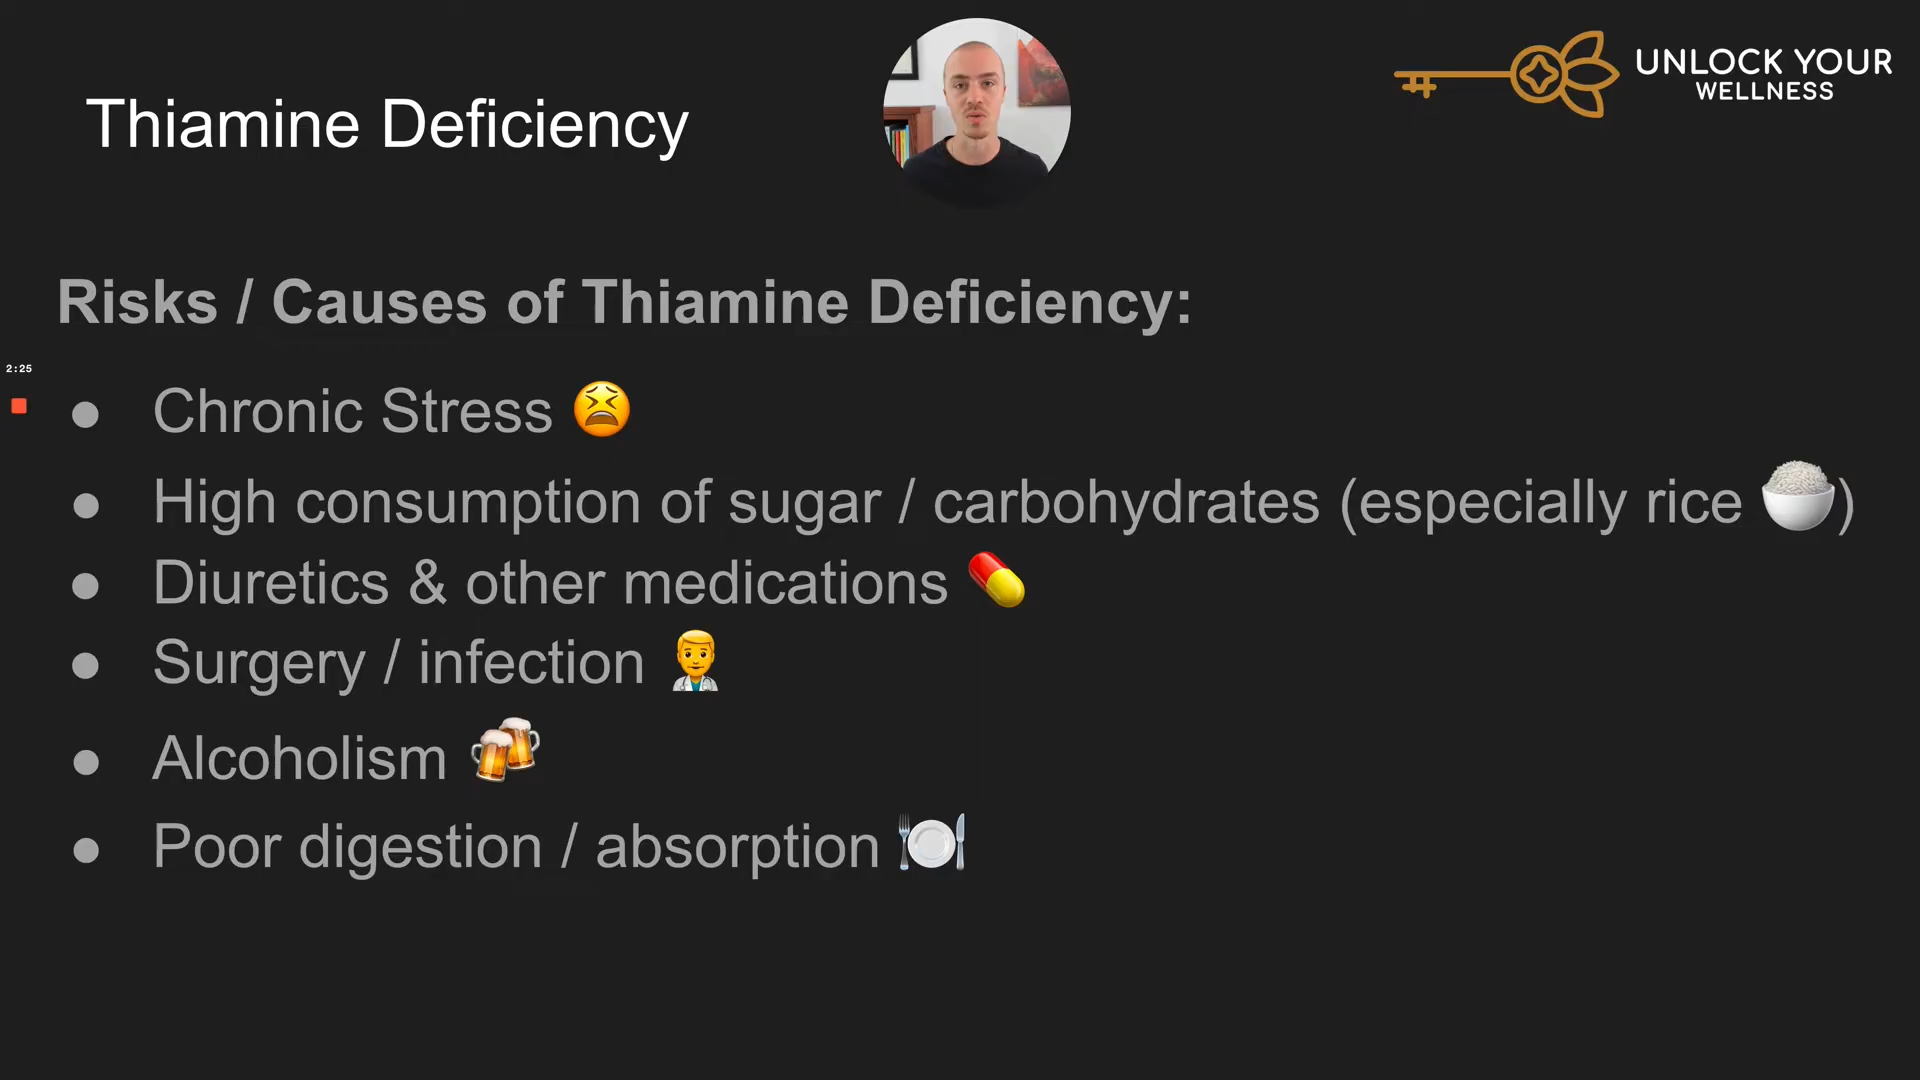 Thiamine Deficiency
UNLOCK YOUR
WELLNESS
Risks / Causes of Thiamine Deficiency:
2:25
● Chronic Stress 😫
● High consumption of sugar / carbohydrates (especially rice 🍚)
● Diuretics & other medications 💊
● Surgery / infection 👨‍⚕️
● Alcoholism 🍻
● Poor digestion / absorption 🍽️